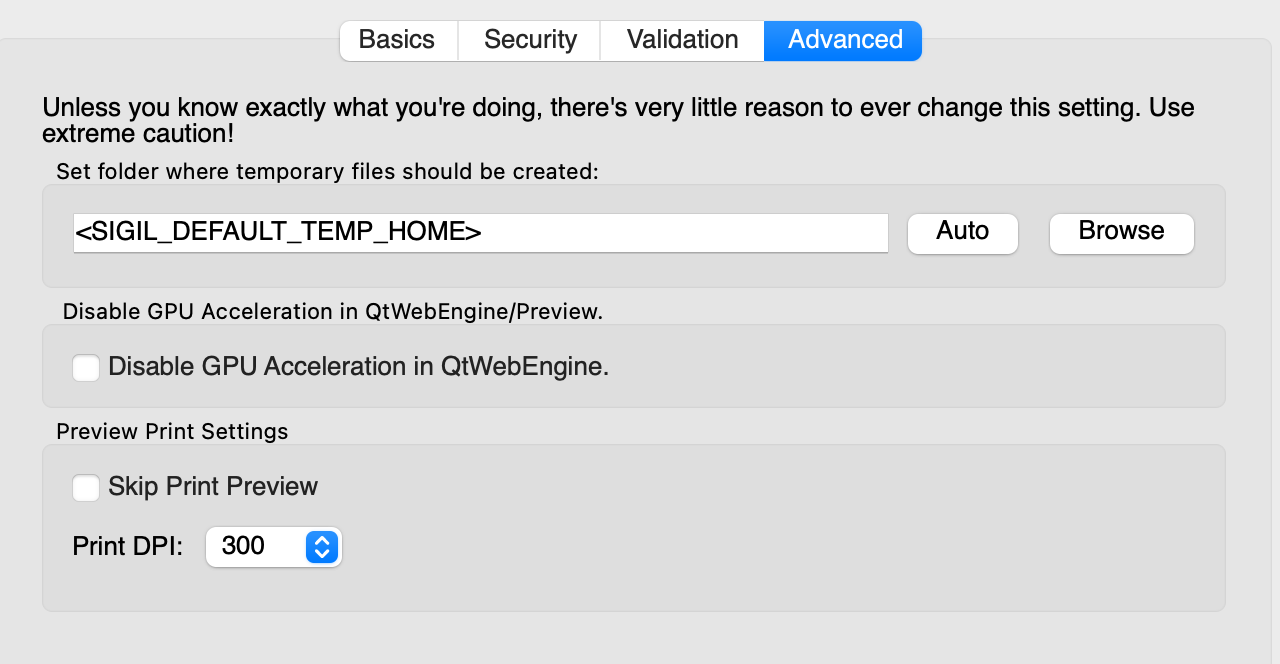 Basics Security Validation Advanced
Unless you know exactly what you're doing, there's very little reason to ever change this setting. Use
extreme caution!
Set folder where temporary files should be created:
<SIGIL_DEFAULT_TEMP_HOME> Auto Browse
Disable GPU Acceleration in QtWebEngine/Preview.
Disable GPU Acceleration in QtWebEngine.
Preview Print Settings
Skip Print Preview
Print DPI: 300